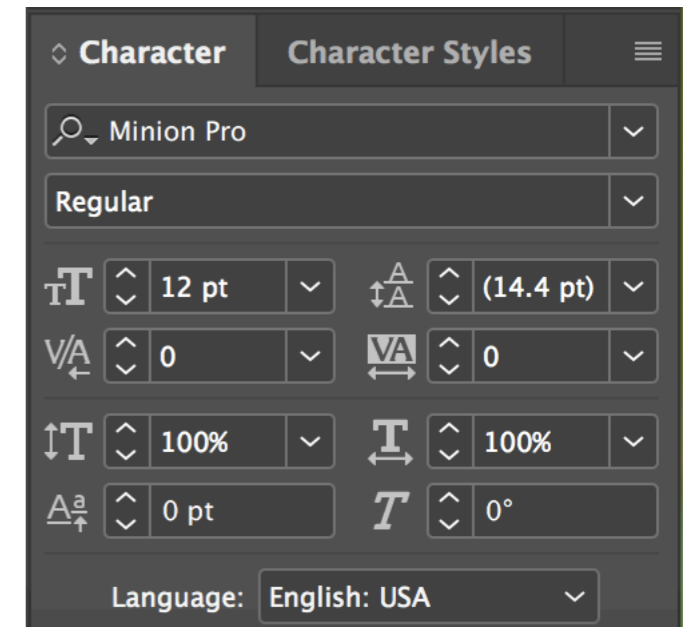 Character Character Styles
Minion Pro
Regular
12 pt (14.4 pt)
0 0
100% 100%
0 pt 0°
Language: English: USA